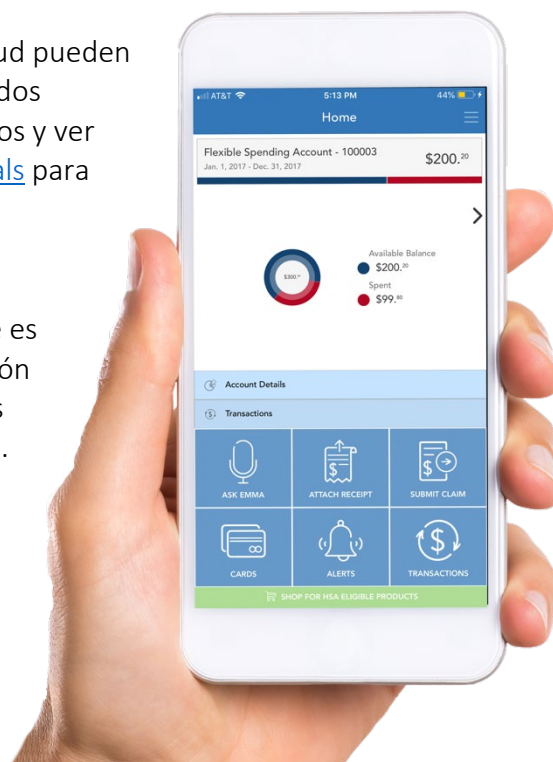 ud pueden
dos
os y ver
als para
e es
ón
s
.
AT&T 5:13 PM 44%
Home
Flexible Spending Account - 100003 $200.20
Jan. 1, 2017 - Dec. 31, 2017
Available Balance
$200.20
Spent
$300.00
$99.80
Account Details
Transactions
ASK EMMA ATTACH RECEIPT SUBMIT CLAIM
CARDS ALERTS TRANSACTIONS
SHOP FOR HSA ELIGIBLE PRODUCTS